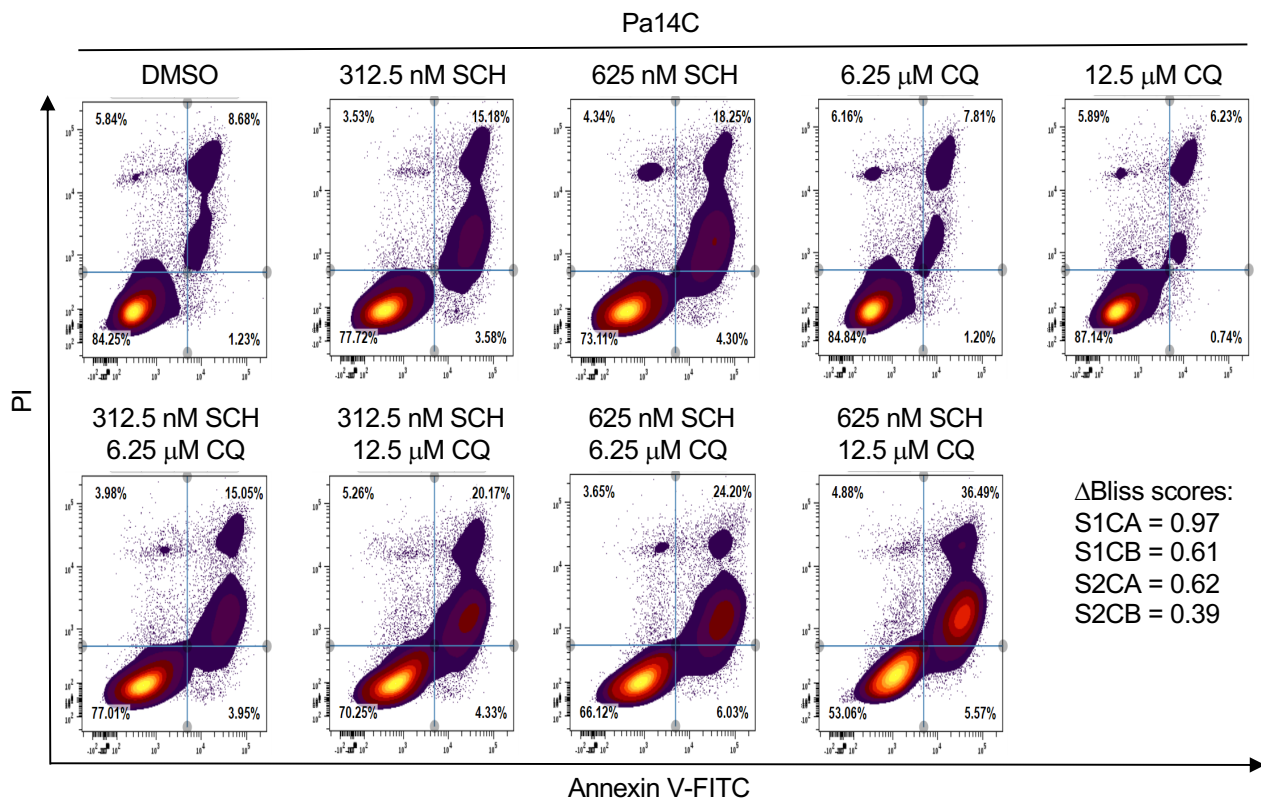 Pa14C
DMSO
312.5 nM SCH
625 nM SCH
6.25 μM CQ
12.5 μM CQ
5.84% 8.68%
84.25% 1.23%
3.53% 15.18%
77.72% 3.58%
4.34% 18.25%
73.11% 4.30%
6.16% 7.81%
84.84% 1.20%
5.89% 6.23%
87.14% 0.74%
PI
312.5 nM SCH
6.25 μM CQ
312.5 nM SCH
12.5 μM CQ
625 nM SCH
6.25 μM CQ
625 nM SCH
12.5 μM CQ
3.98% 15.05%
77.01% 3.95%
5.26% 20.17%
70.25% 4.33%
3.65% 24.20%
66.12% 6.03%
4.88% 36.49%
53.06% 5.57%
ΔBliss scores:
S1CA = 0.97
S1CB = 0.61
S2CA = 0.62
S2CB = 0.39
Annexin V-FITC